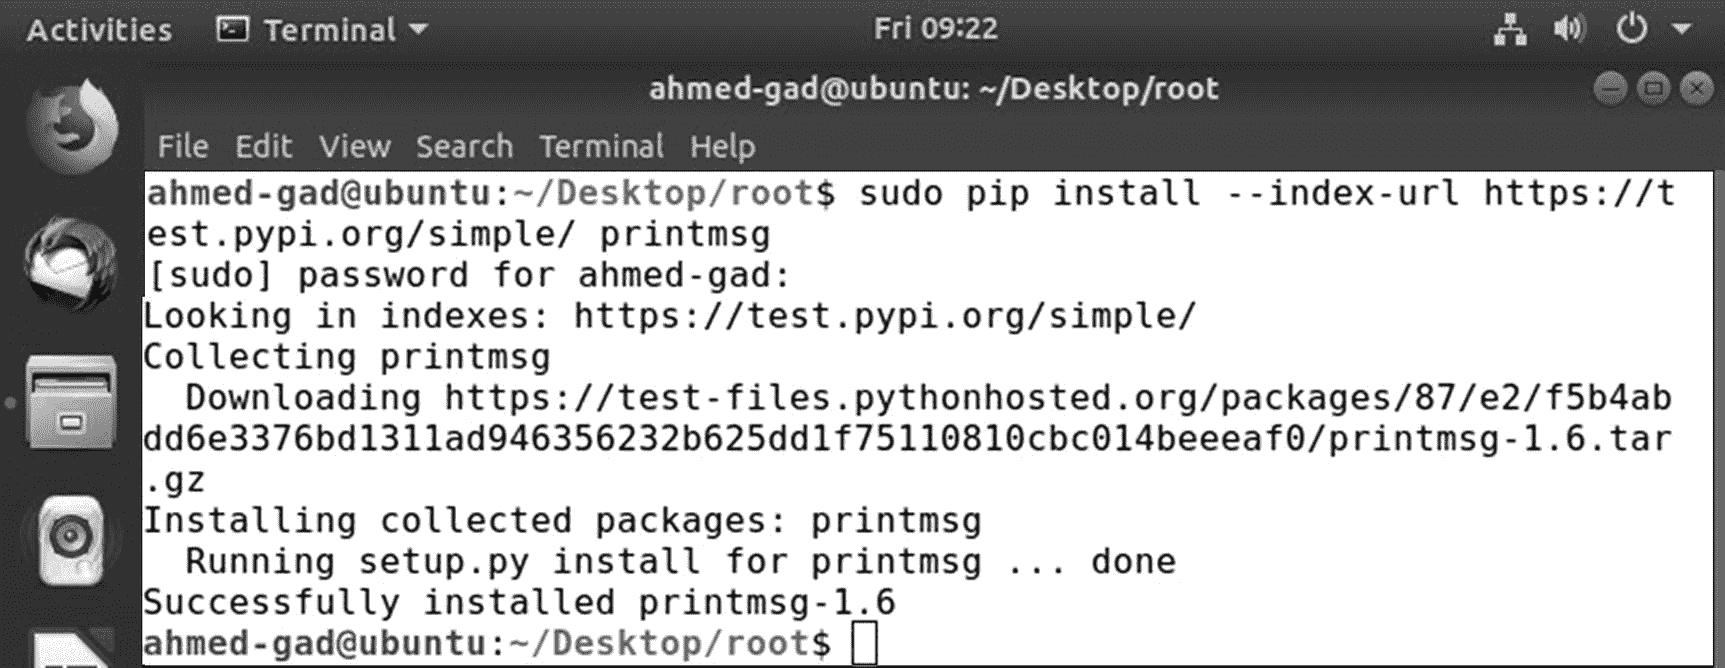 Activities Terminal Fri 09:22
ahmed-gad@ubuntu: ~/Desktop/root
File Edit View Search Terminal Help
ahmed-gad@ubuntu:~/Desktop/root$ sudo pip install --index-url https://t
est.pypi.org/simple/ printmsg
[sudo] password for ahmed-gad:
Looking in indexes: https://test.pypi.org/simple/
Collecting printmsg
  Downloading https://test-files.pythonhosted.org/packages/87/e2/f5b4ab
dd6e3376bd1311ad946356232b625dd1f75110810cbc014beeeaf0/printmsg-1.6.tar
.gz
Installing collected packages: printmsg
  Running setup.py install for printmsg ... done
Successfully installed printmsg-1.6
ahmed-gad@ubuntu:~/Desktop/root$